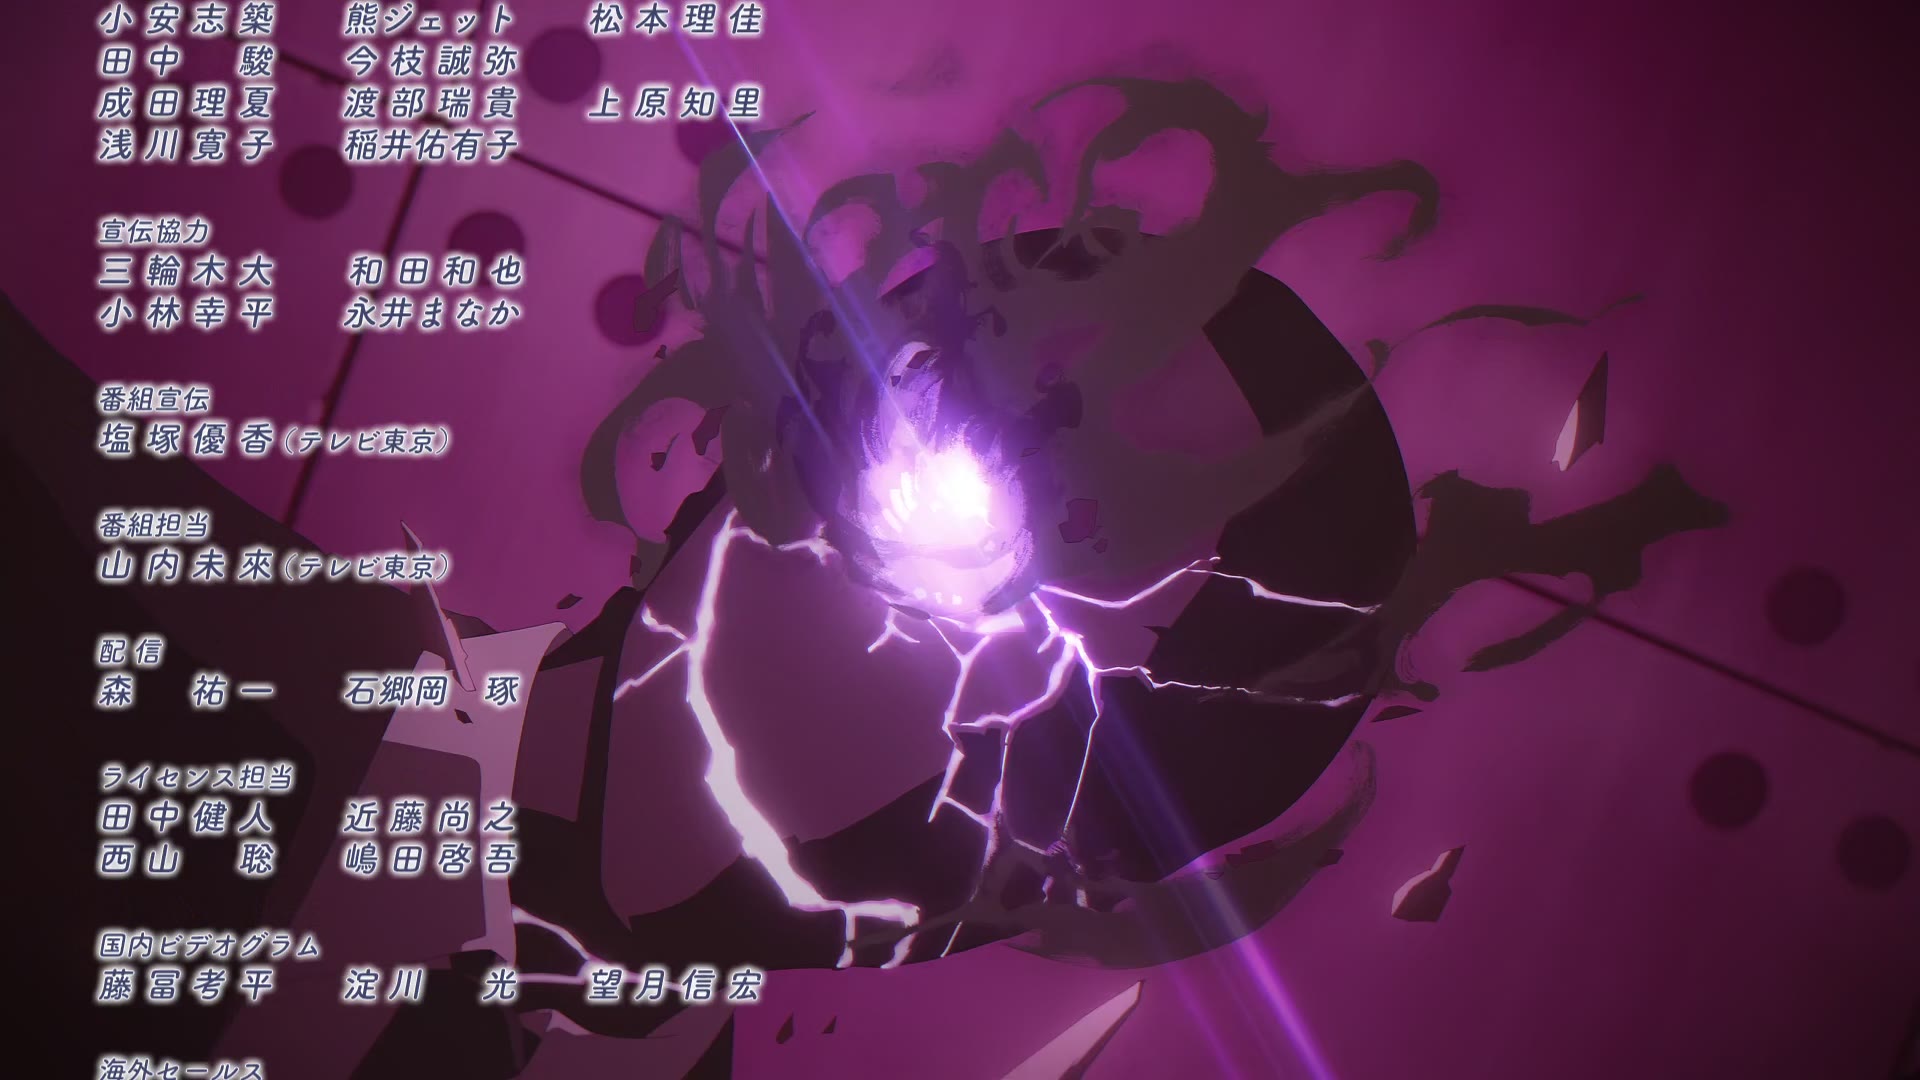 小安志築 熊ジェット 松本理佳
田中 駿 今枝誠弥
成田理夏 渡部瑞貴 上原知里
浅川寛子 稲井佑有子
宣伝協力
三輪木大 和田和也
小林幸平 永井まなか
番組宣伝
塩塚優香(テレビ東京)
番組担当
山内未來(テレビ東京)
配信
森 祐一 石郷岡 琢
ライセンス担当
田中健人 近藤尚之
西山 聡 嶋田啓吾
国内ビデオグラム
藤冨考平 淀川 光 望月信宏
海外セールス